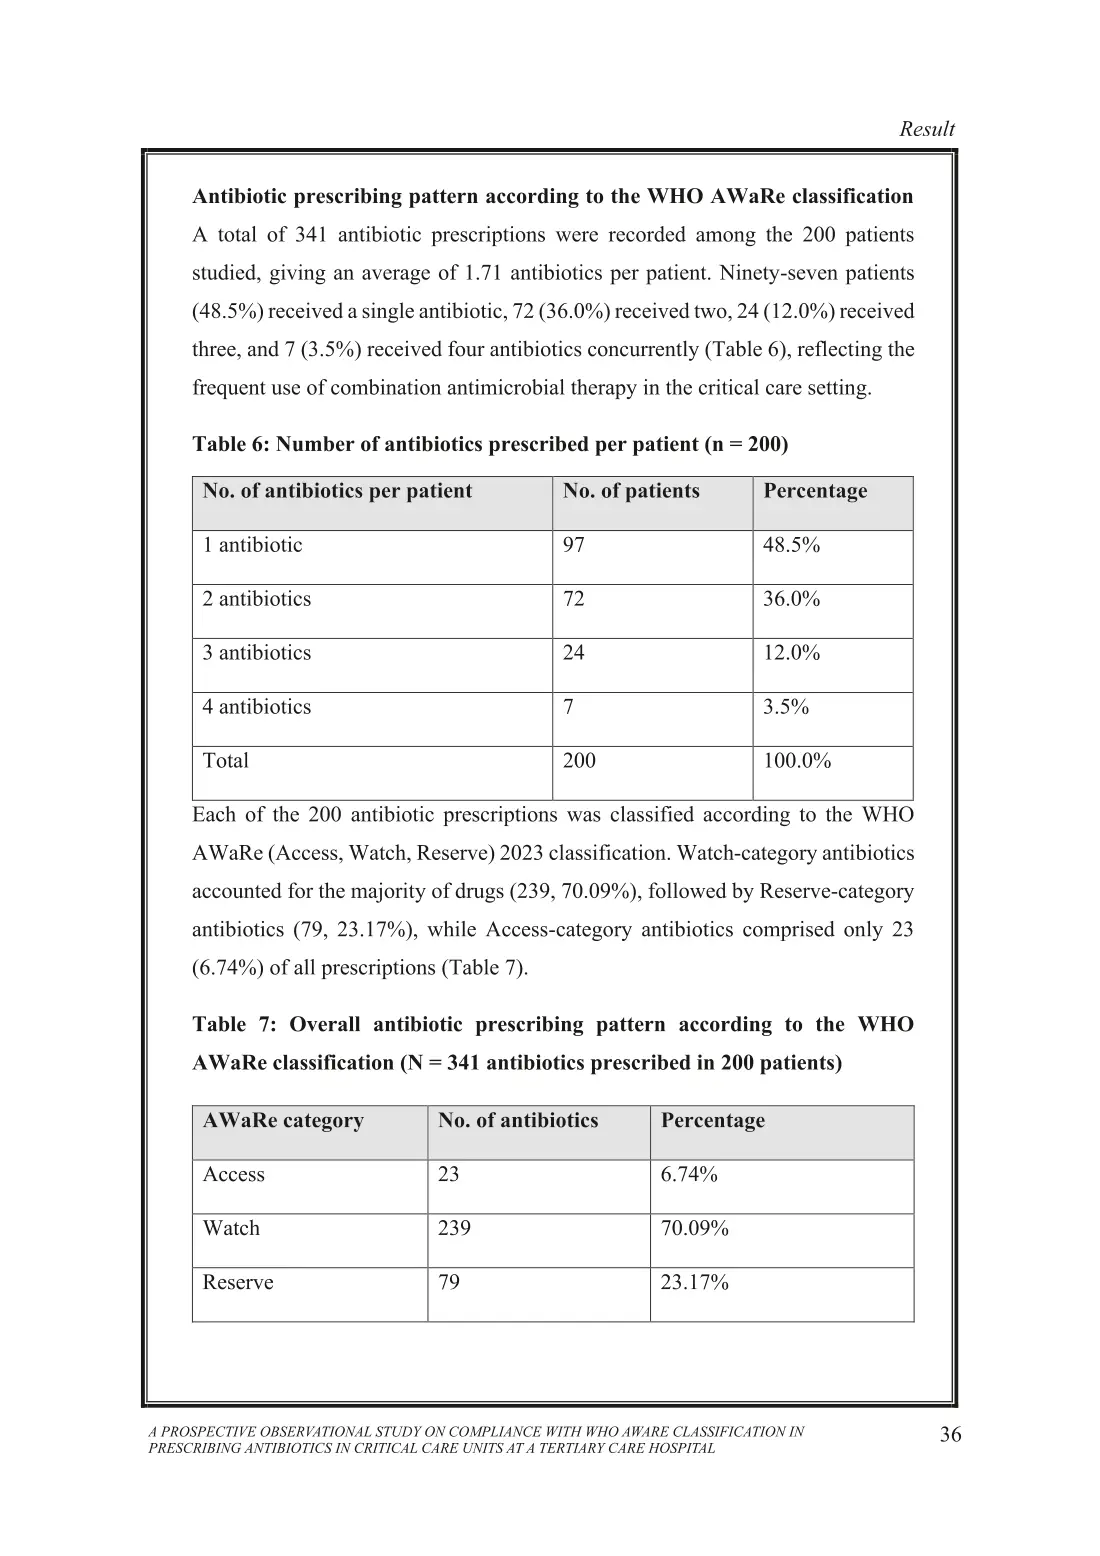 Result
Antibiotic prescribing pattern according to the WHO AWaRe classification
A total of 341 antibiotic prescriptions were recorded among the 200 patients
studied, giving an average of 1.71 antibiotics per patient. Ninety-seven patients
(48.5%) received a single antibiotic, 72 (36.0%) received two, 24 (12.0%) received
three, and 7 (3.5%) received four antibiotics concurrently (Table 6), reflecting the
frequent use of combination antimicrobial therapy in the critical care setting.
Table 6: Number of antibiotics prescribed per patient (n = 200)
No. of antibiotics per patient No. of patients Percentage
1 antibiotic 97 48.5%
2 antibiotics 72 36.0%
3 antibiotics 24 12.0%
4 antibiotics 7 3.5%
Total 200 100.0%
Each of the 200 antibiotic prescriptions was classified according to the WHO
AWaRe (Access, Watch, Reserve) 2023 classification. Watch-category antibiotics
accounted for the majority of drugs (239, 70.09%), followed by Reserve-category
antibiotics (79, 23.17%), while Access-category antibiotics comprised only 23
(6.74%) of all prescriptions (Table 7).
Table 7: Overall antibiotic prescribing pattern according to the WHO
AWaRe classification (N = 341 antibiotics prescribed in 200 patients)
AWaRe category No. of antibiotics Percentage
Access 23 6.74%
Watch 239 70.09%
Reserve 79 23.17%
A PROSPECTIVE OBSERVATIONAL STUDY ON COMPLIANCE WITH WHO AWARE CLASSIFICATION IN
PRESCRIBING ANTIBIOTICS IN CRITICAL CARE UNITS AT A TERTIARY CARE HOSPITAL
36